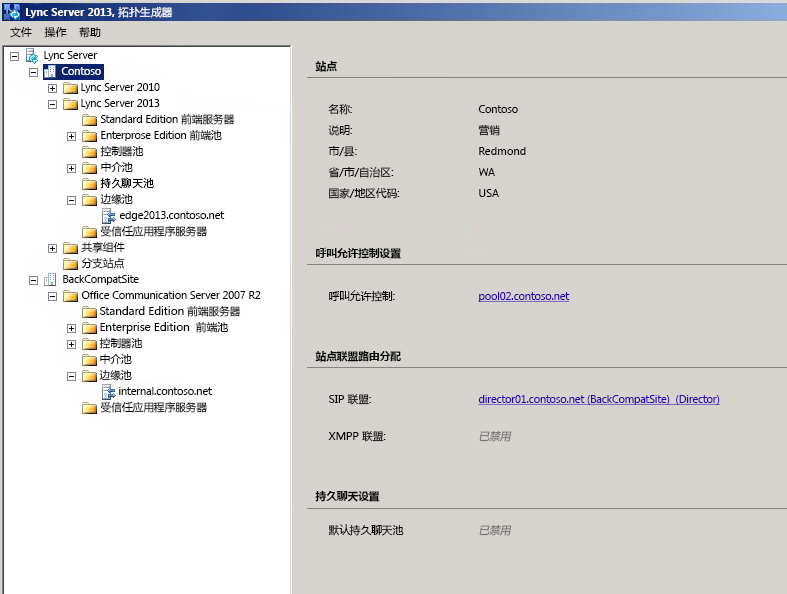 Lync Server 2013, 拓扑生成器
文件 操作 帮助
Lync Server
Contoso
Lync Server 2010
Lync Server 2013
Standard Edition 前端服务器
Enterprose Edition 前端池
控制器池
中介池
持久聊天池
边缘池
edge2013.contoso.net
受信任应用程序服务器
共享组件
分支站点
BackCompatSite
Office Communication Server 2007 R2
Standard Edition 前端服务器
Enterprise Edition 前端池
控制器池
中介池
边缘池
internal.contoso.net
受信任应用程序服务器
站点
名称: Contoso
说明: 营销
市/县: Redmond
省/市/自治区: WA
国家/地区代码: USA
呼叫允许控制设置
呼叫允许控制: pool02.contoso.net
站点联盟路由分配
SIP 联盟: director01.contoso.net (BackCompatSite) (Director)
XMPP 联盟: 已禁用
持久聊天设置
默认持久聊天池 已禁用